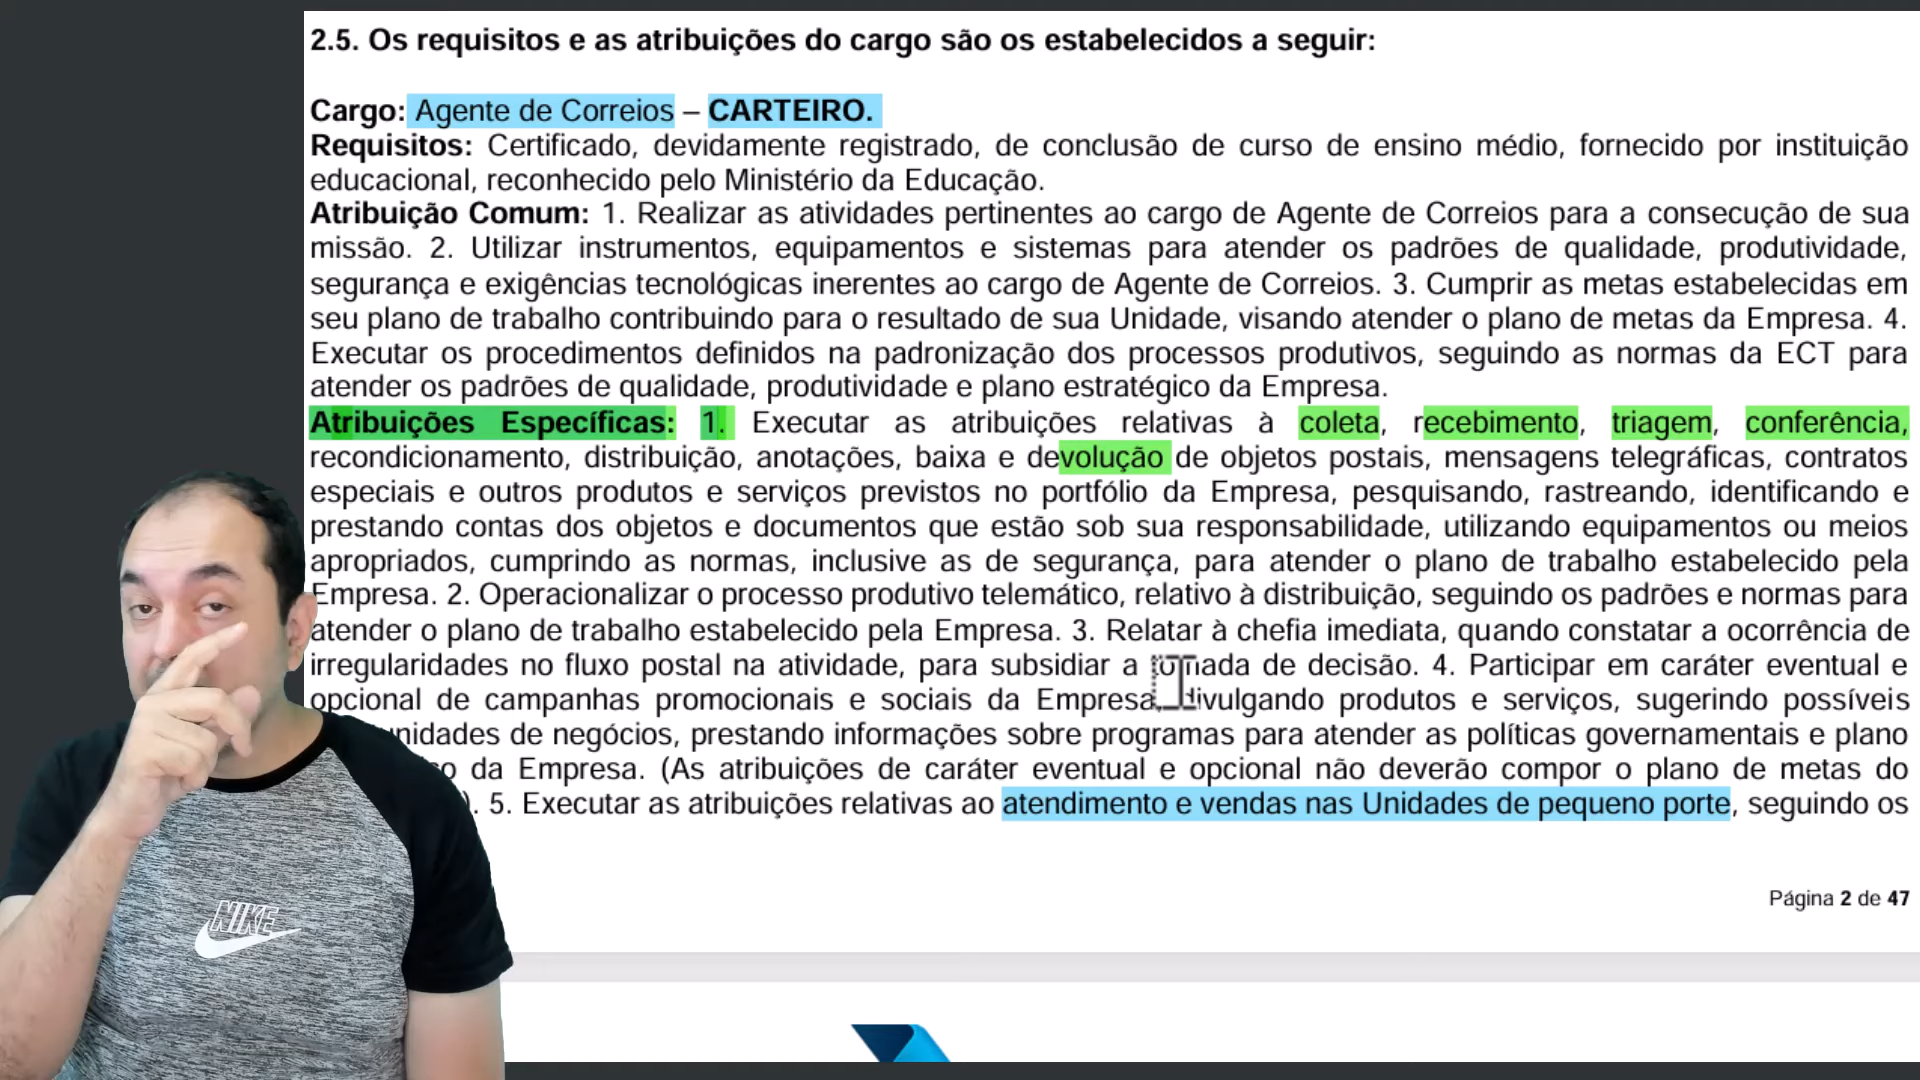 2.5. Os requisitos e as atribuições do cargo são os estabelecidos a seguir:
Cargo: Agente de Correios – CARTEIRO.
Requisitos: Certificado, devidamente registrado, de conclusão de curso de ensino médio, fornecido por instituição
educacional, reconhecido pelo Ministério da Educação.
Atribuição Comum: 1. Realizar as atividades pertinentes ao cargo de Agente de Correios para a consecução de sua
missão. 2. Utilizar instrumentos, equipamentos e sistemas para atender os padrões de qualidade, produtividade,
segurança e exigências tecnológicas inerentes ao cargo de Agente de Correios. 3. Cumprir as metas estabelecidas em
seu plano de trabalho contribuindo para o resultado de sua Unidade, visando atender o plano de metas da Empresa. 4.
Executar os procedimentos definidos na padronização dos processos produtivos, seguindo as normas da ECT para
atender os padrões de qualidade, produtividade e plano estratégico da Empresa.
Atribuições Específicas: 1. Executar as atribuições relativas à coleta, recebimento, triagem, conferência,
recondicionamento, distribuição, anotações, baixa e devolução de objetos postais, mensagens telegráficas, contratos
especiais e outros produtos e serviços previstos no portfólio da Empresa, pesquisando, rastreando, identificando e
prestando contas dos objetos e documentos que estão sob sua responsabilidade, utilizando equipamentos ou meios
apropriados, cumprindo as normas, inclusive as de segurança, para atender o plano de trabalho estabelecido pela
Empresa. 2. Operacionalizar o processo produtivo telemático, relativo à distribuição, seguindo os padrões e normas para
atender o plano de trabalho estabelecido pela Empresa. 3. Relatar à chefia imediata, quando constatar a ocorrência de
irregularidades no fluxo postal na atividade, para subsidiar a tomada de decisão. 4. Participar em caráter eventual e
opcional de campanhas promocionais e sociais da Empresa, divulgando produtos e serviços, sugerindo possíveis
de negócios, prestando informações sobre programas para atender as políticas governamentais e plano
da Empresa. (As atribuições de caráter eventual e opcional não deverão compor o plano de metas do
). 5. Executar as atribuições relativas ao atendimento e vendas nas Unidades de pequeno porte, seguindo os
Página 2 de 47
NIKE